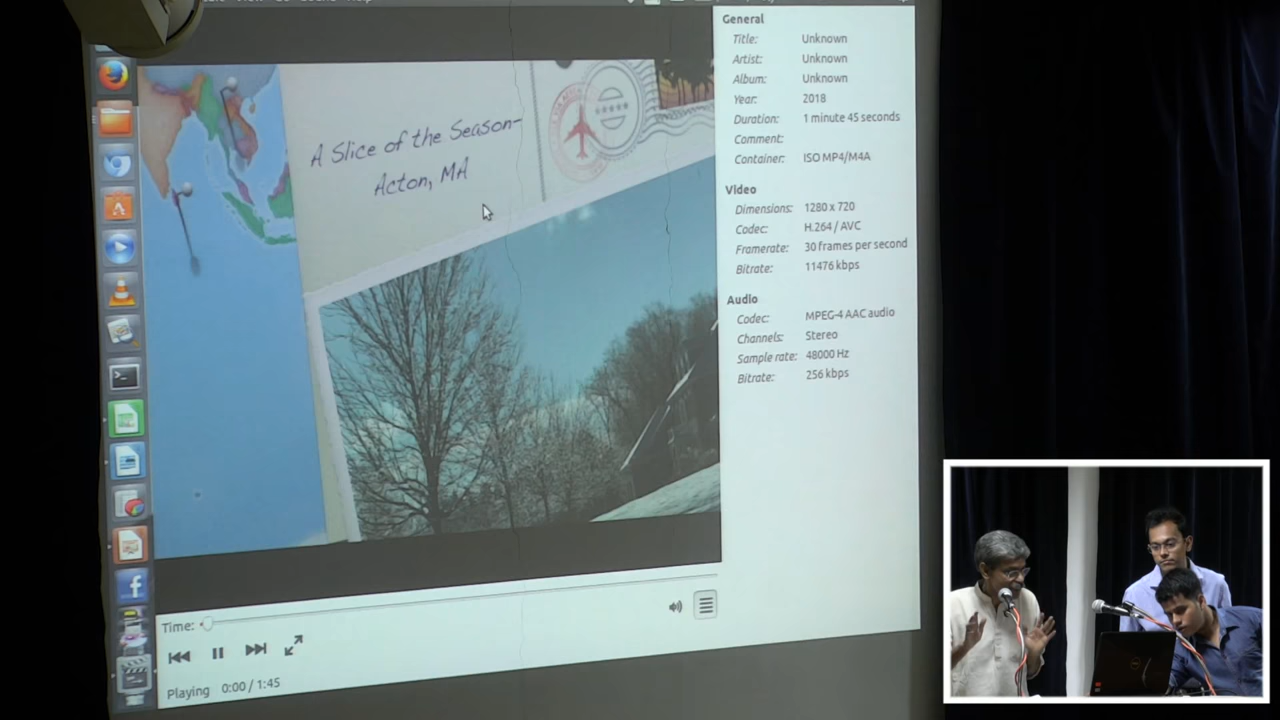 General
Title: Unknown
Artist: Unknown
Album: Unknown
Year: 2018
Duration: 1 minute 45 seconds
Comment:
Container: ISO MP4/M4A
Video
Dimensions: 1280 x 720
Codec: H.264 / AVC
Framerate: 30 frames per second
Bitrate: 11476 kbps
Audio
Codec: MPEG-4 AAC audio
Channels: Stereo
Sample rate: 48000 Hz
Bitrate: 256 kbps
A Slice of the Season-
Acton, MA
Time:
Playing 0:00 / 1:45